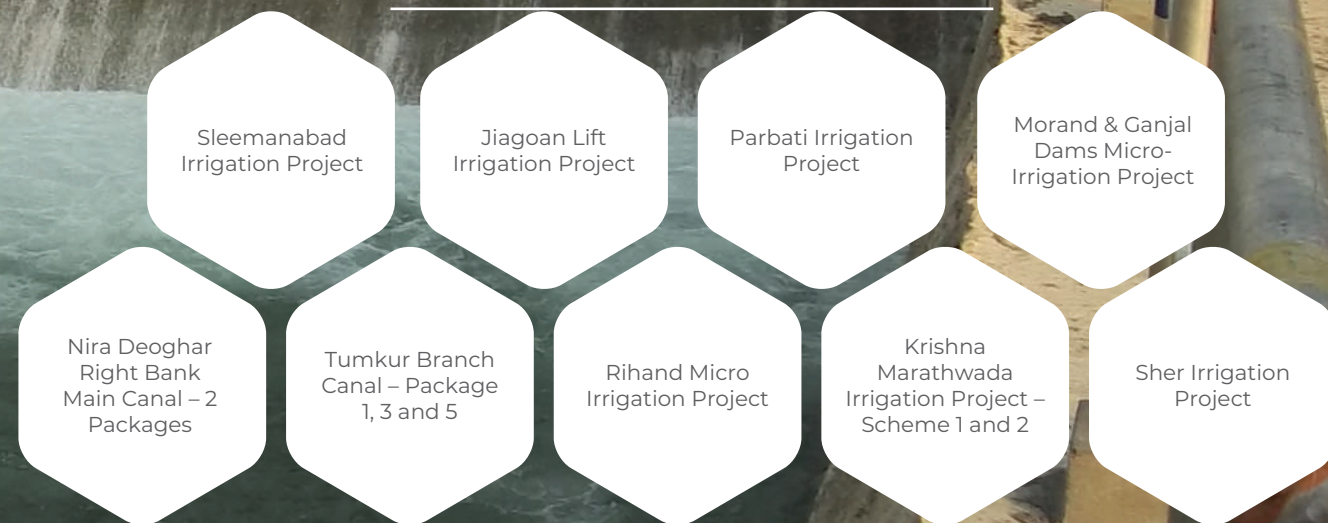 Sleemanabad
Irrigation Project
Jiagoan Lift
Irrigation Project
Parbati Irrigation
Project
Morand & Ganjal
Dams Micro-
Irrigation Project
Nira Deoghar
Right Bank
Main Canal – 2
Packages
Tumkur Branch
Canal – Package
1, 3 and 5
Rihand Micro
Irrigation Project
Krishna
Marathwada
Irrigation Project –
Scheme 1 and 2
Sher Irrigation
Project